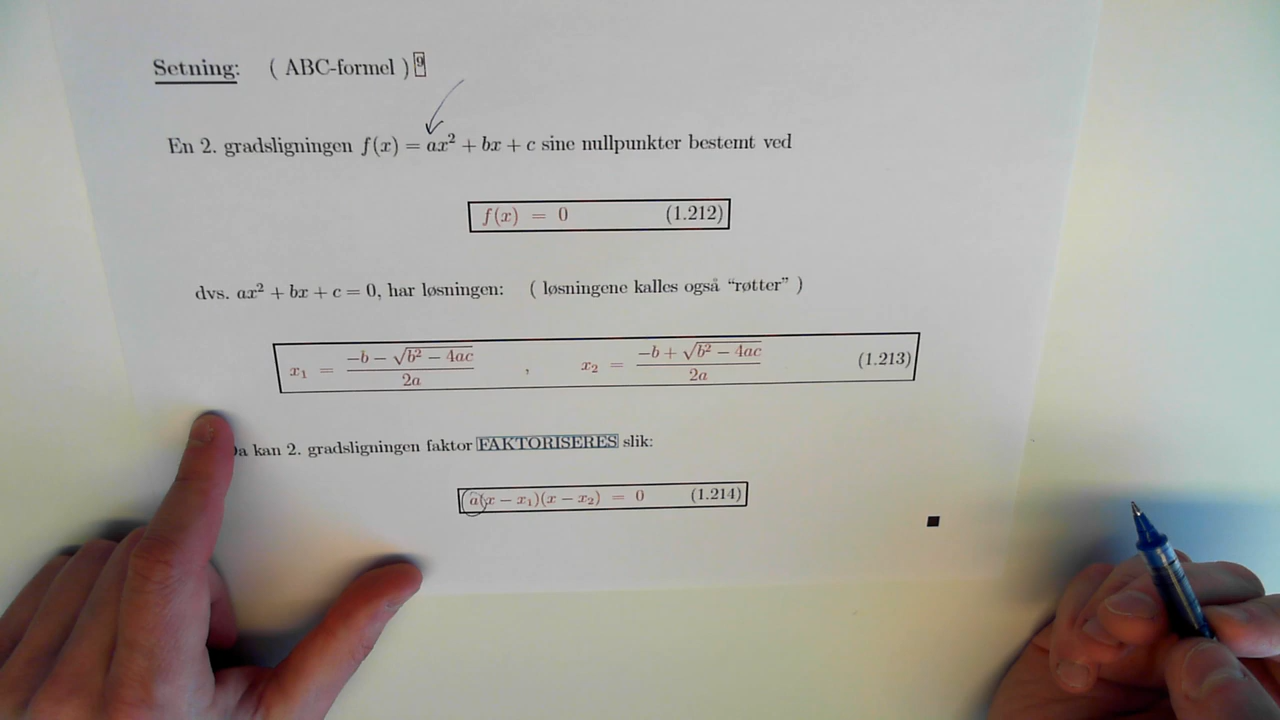 Setning: ( ABC-formel ) 9
En 2. gradsligningen f(x) = ax² + bx + c sine nullpunkter bestemt ved
f(x) = 0 (1.212)
dvs. ax² + bx + c = 0, har løsningen: ( løsningene kalles også “røtter” )
x₁ = (-b - √(b² - 4ac)) / 2a , x₂ = (-b + √(b² - 4ac)) / 2a (1.213)
kan 2. gradsligningen faktor FAKTORISERES slik:
a(x - x₁)(x - x₂) = 0 (1.214)